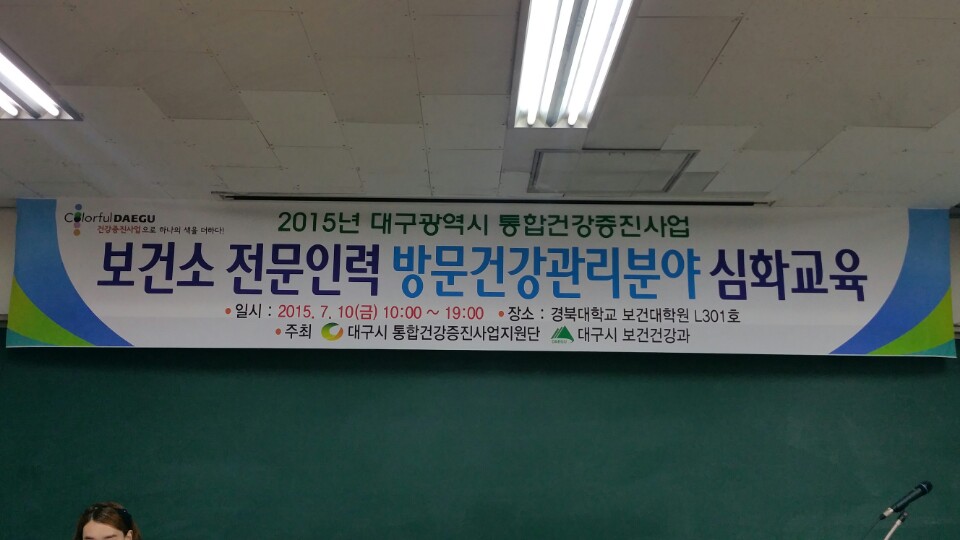 Colorful DAEGU
건강증진사업으로 하나의 색을 더하다!
2015년 대구광역시 통합건강증진사업
보건소 전문인력 방문건강관리분야 심화교육
• 일시 : 2015. 7. 10(금) 10:00 ~ 19:00 • 장소 : 경북대학교 보건대학원 L301호
• 주최 대구시 통합건강증진사업지원단 DAEGU 대구시 보건건강과